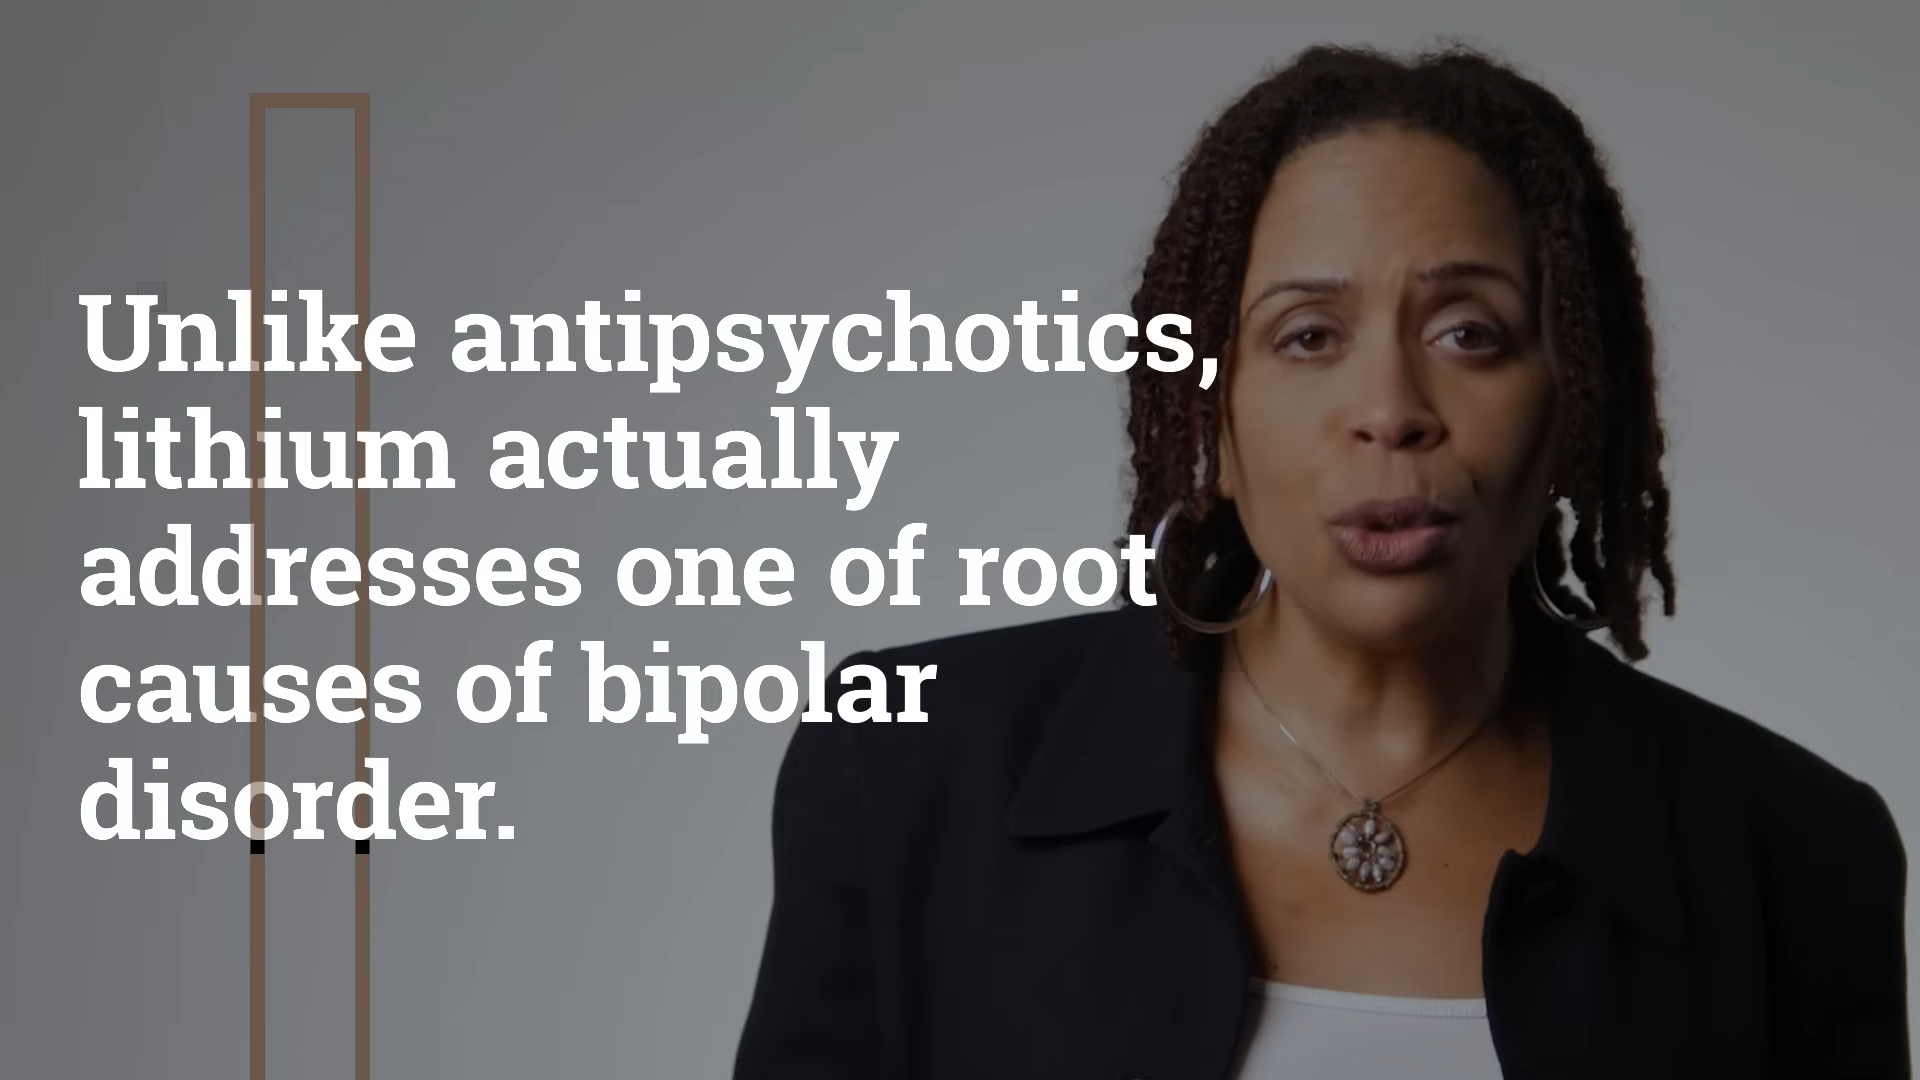 Unlike antipsychotics,
lithium actually
addresses one of root
causes of bipolar
disorder.